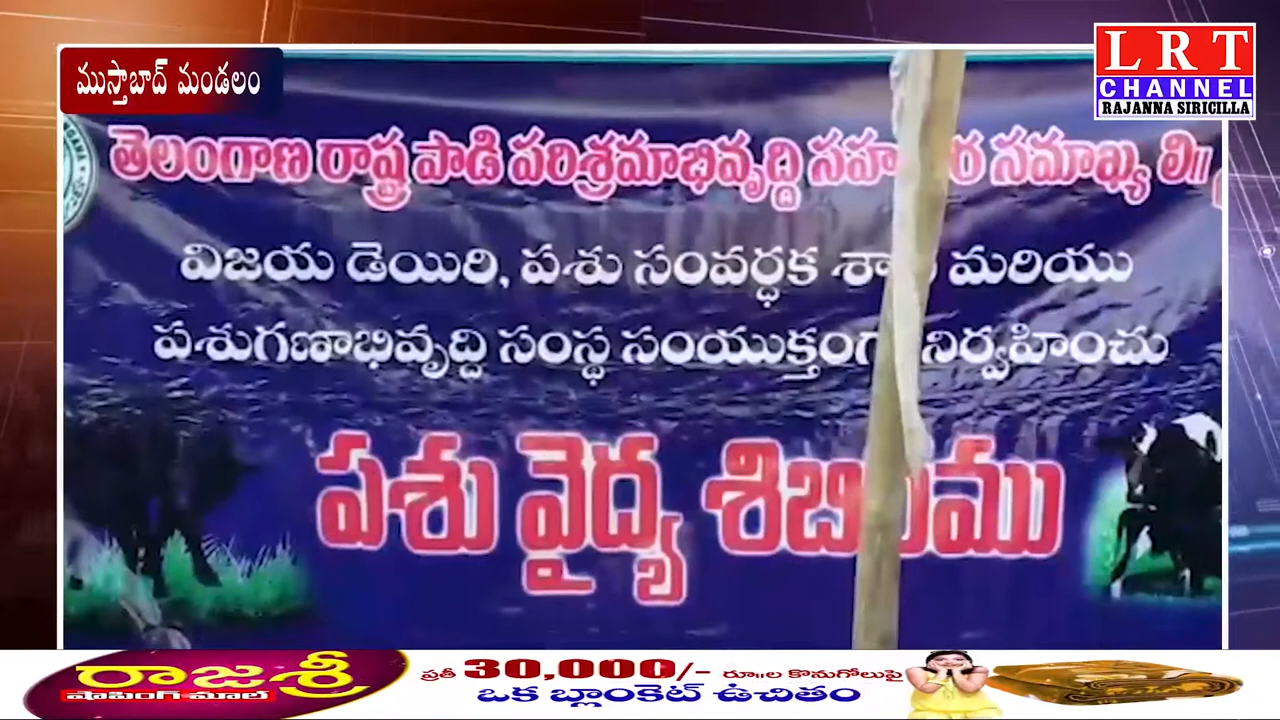 ముస్తాబాద్ మండలం
LRT
CHANNEL
RAJANNA SIRICILLA
తెలంగాణ రాష్ట్ర పాడి పరిశ్రమాభివృద్ధి సమాఖ్య లి॥
విజయ డెయిరి, పశు సంవర్ధక మరియు
పశుగణాభివృద్ది సంస్థ సంయుక్తంగా నిర్వహించు
పశు వైద్య
రాజశ్రీ
షాపింగ్ మాల్
ప్రతీ 30,000/- రూ॥ల కొనుగోలుపై
ఒక బ్లాంకెట్ ఉచితం